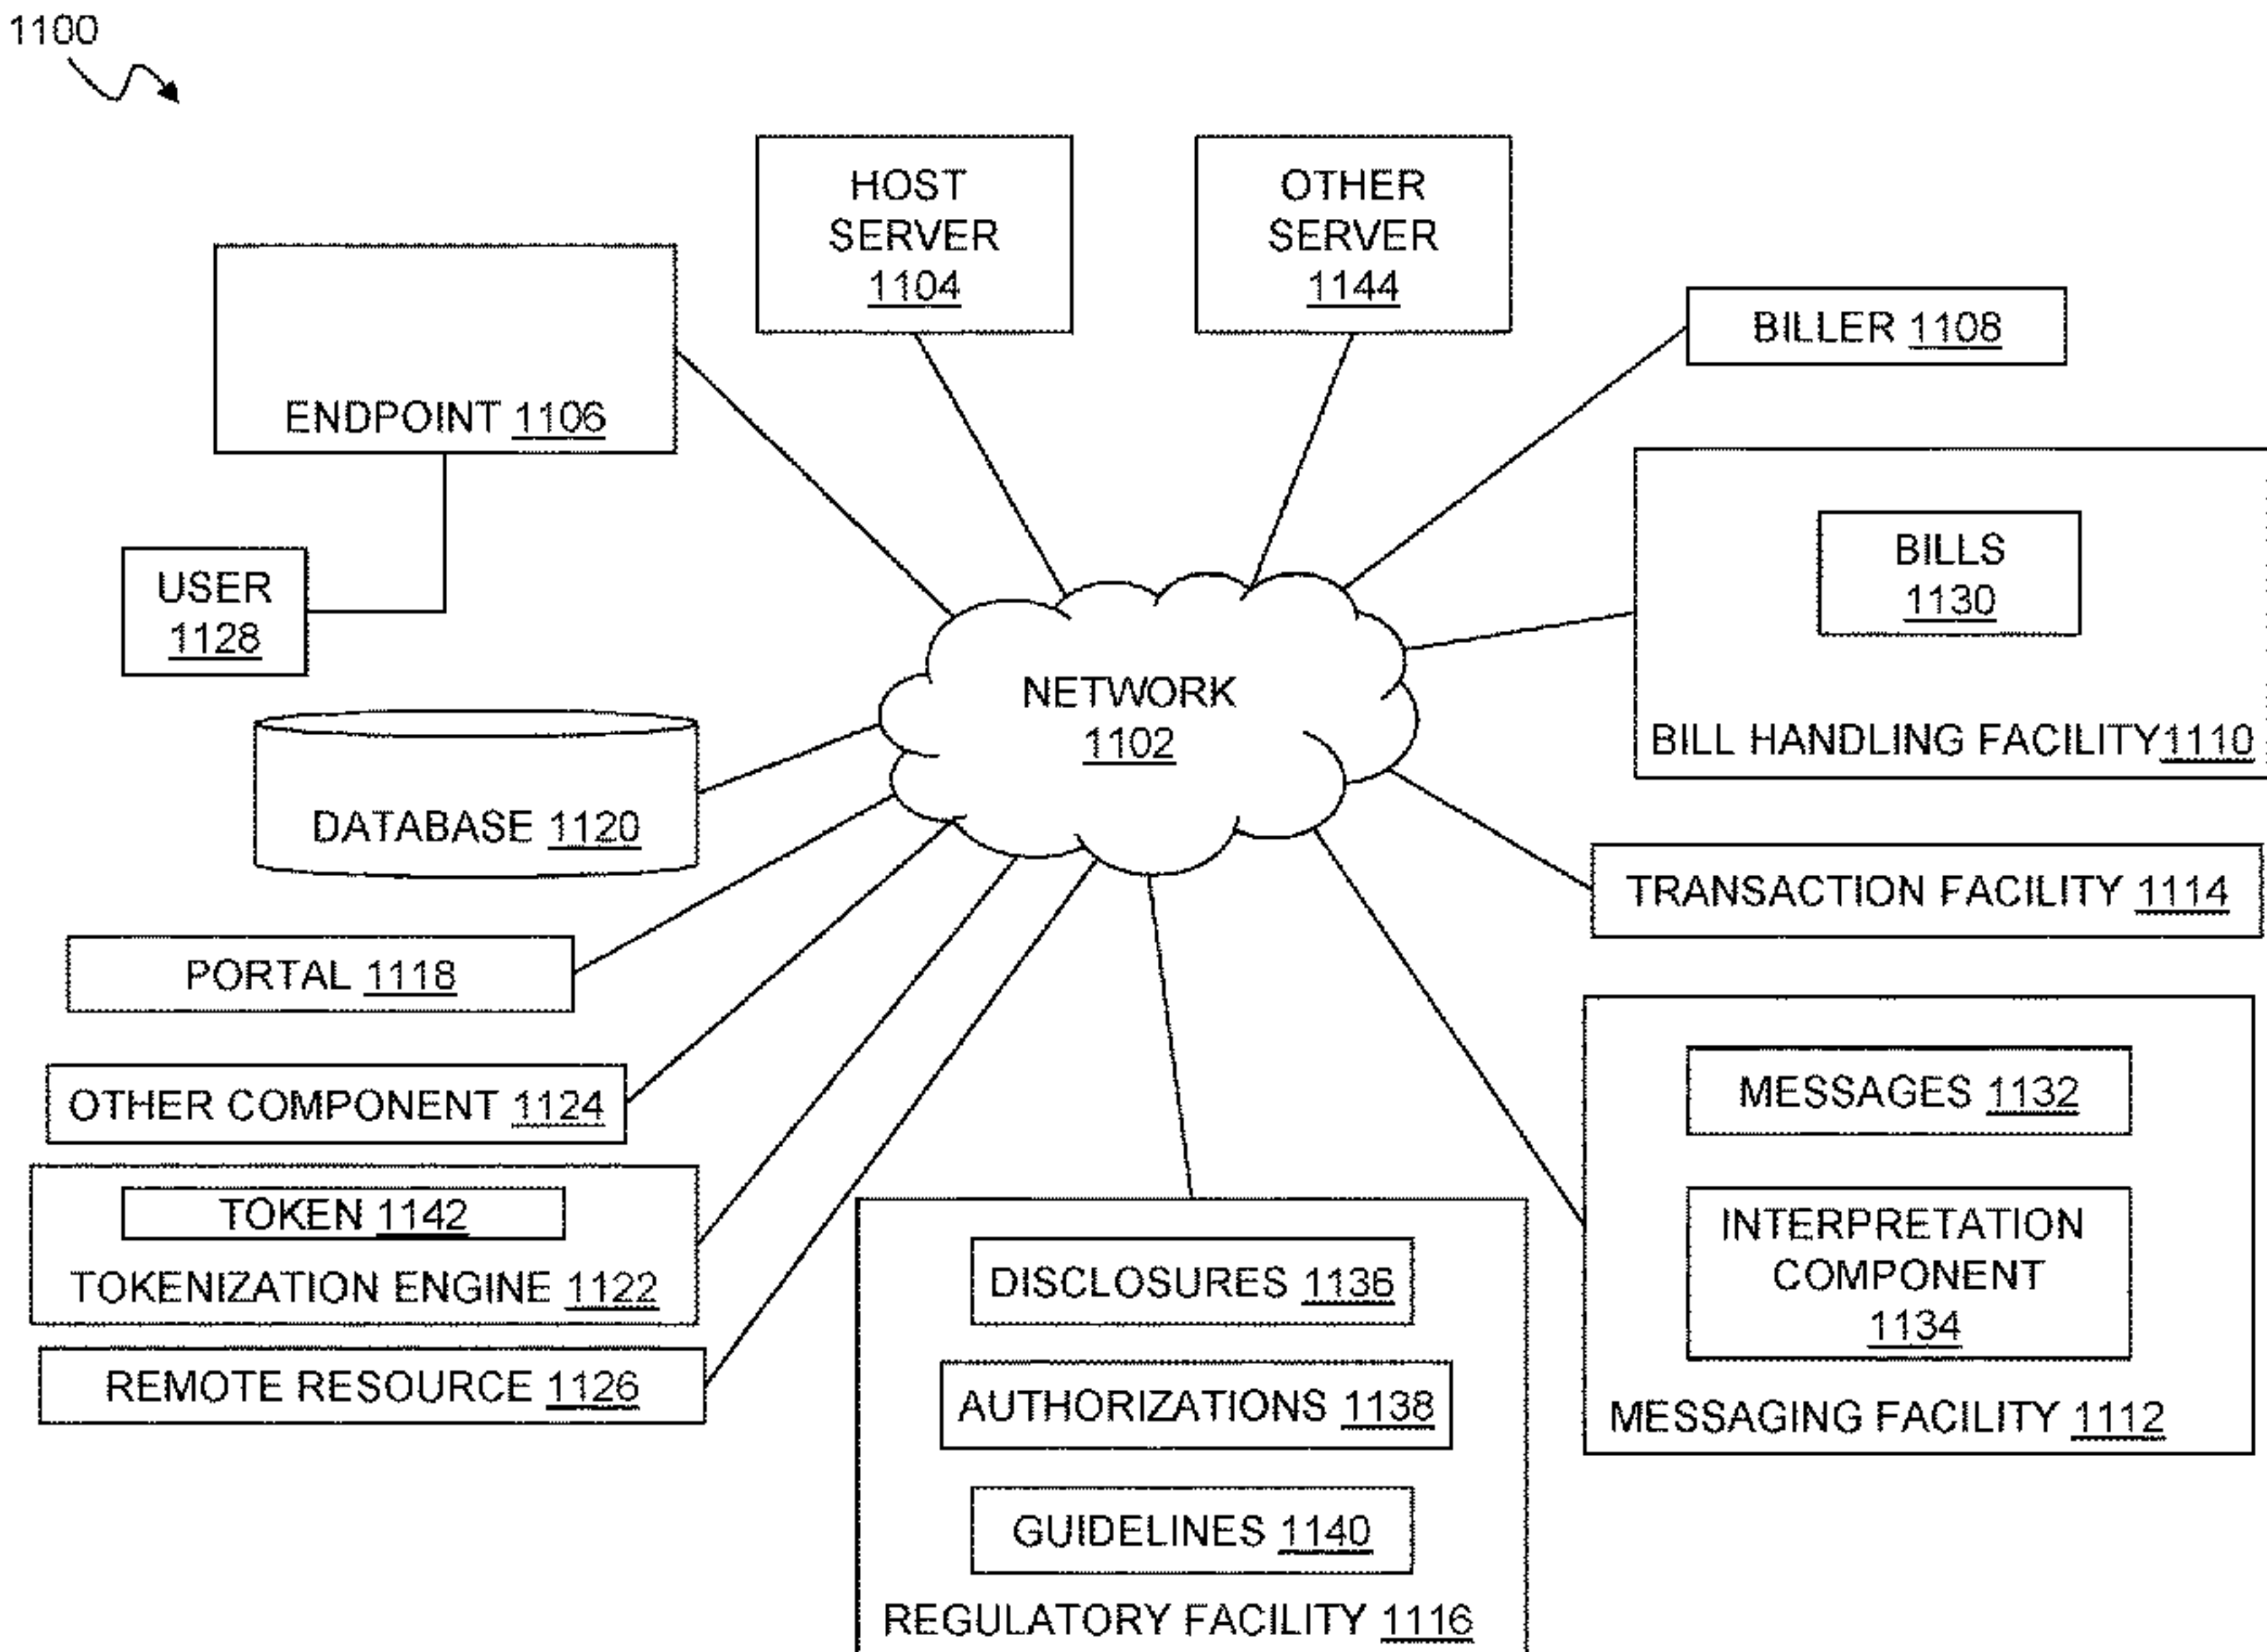 1100
HOST
SERVER
1104
OTHER
SERVER
1144
BILLER 1108
ENDPOINT 1106
BILLS
1130
USER
1128
NETWORK
1102
BILL HANDLING FACILITY1110
DATABASE 1120
TRANSACTION FACILITY 1114
PORTAL 1118
MESSAGES 1132
OTHER COMPONENT 1124
TOKEN 1142
INTERPRETATION
COMPONENT
1134
TOKENIZATION ENGINE 1122
DISCLOSURES 1136
REMOTE RESOURCE 1126
AUTHORIZATIONS 1138
MESSAGING FACILITY 1112
GUIDELINES 1140
REGULATORY FACILITY 1116